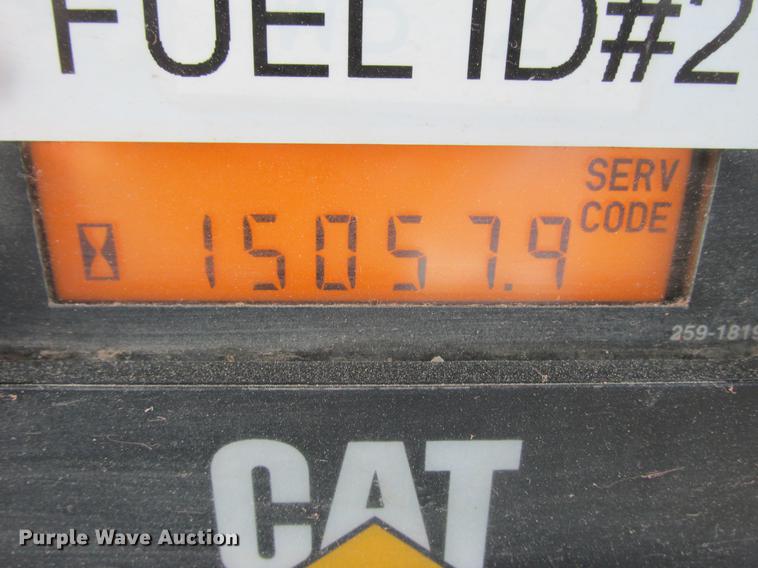 FUEL ID#2
SERV
CODE
15057.9
259-1819
CAT
Purple Wave Auction